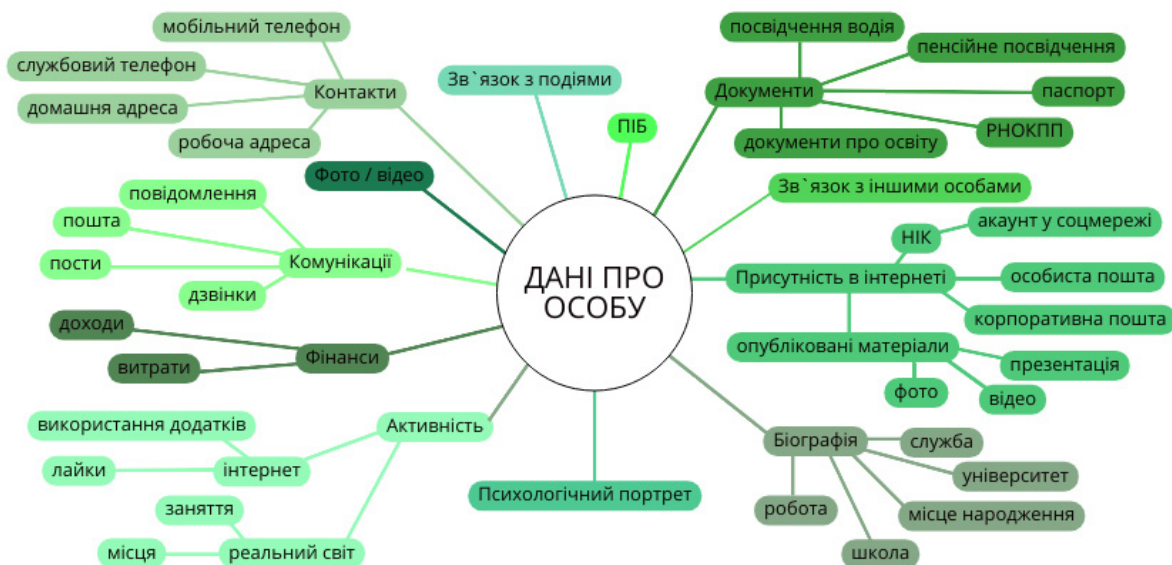 мобільний телефон
службовий телефон
домашня адреса
робоча адреса
Контакти
Зв`язок з подіями
ПІБ
посвідчення водія
пенсійне посвідчення
Документи
паспорт
РНОКПП
документи про освіту
Фото / відео
Зв`язок з іншими особами
повідомлення
пошта
пости
дзвінки
Комунікації
ДАНІ ПРО
ОСОБУ
НІК
акаунт у соцмережі
Присутність в інтернеті
особиста пошта
корпоративна пошта
опубліковані матеріали
презентація
фото
відео
доходи
витрати
Фінанси
використання додатків
лайки
інтернет
Активність
заняття
місця
реальний світ
Психологічний портрет
Біографія
служба
університет
місце народження
робота
школа